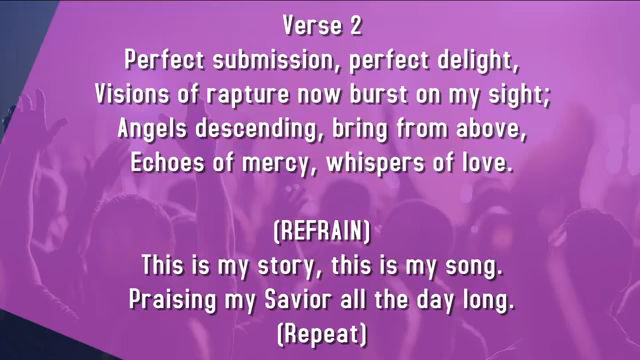 Verse 2
Perfect submission, perfect delight,
Visions of rapture now burst on my sight;
Angels descending, bring from above,
Echoes of mercy, whispers of love.
(REFRAIN)
This is my story, this is my song.
Praising my Savior all the day long.
(Repeat)